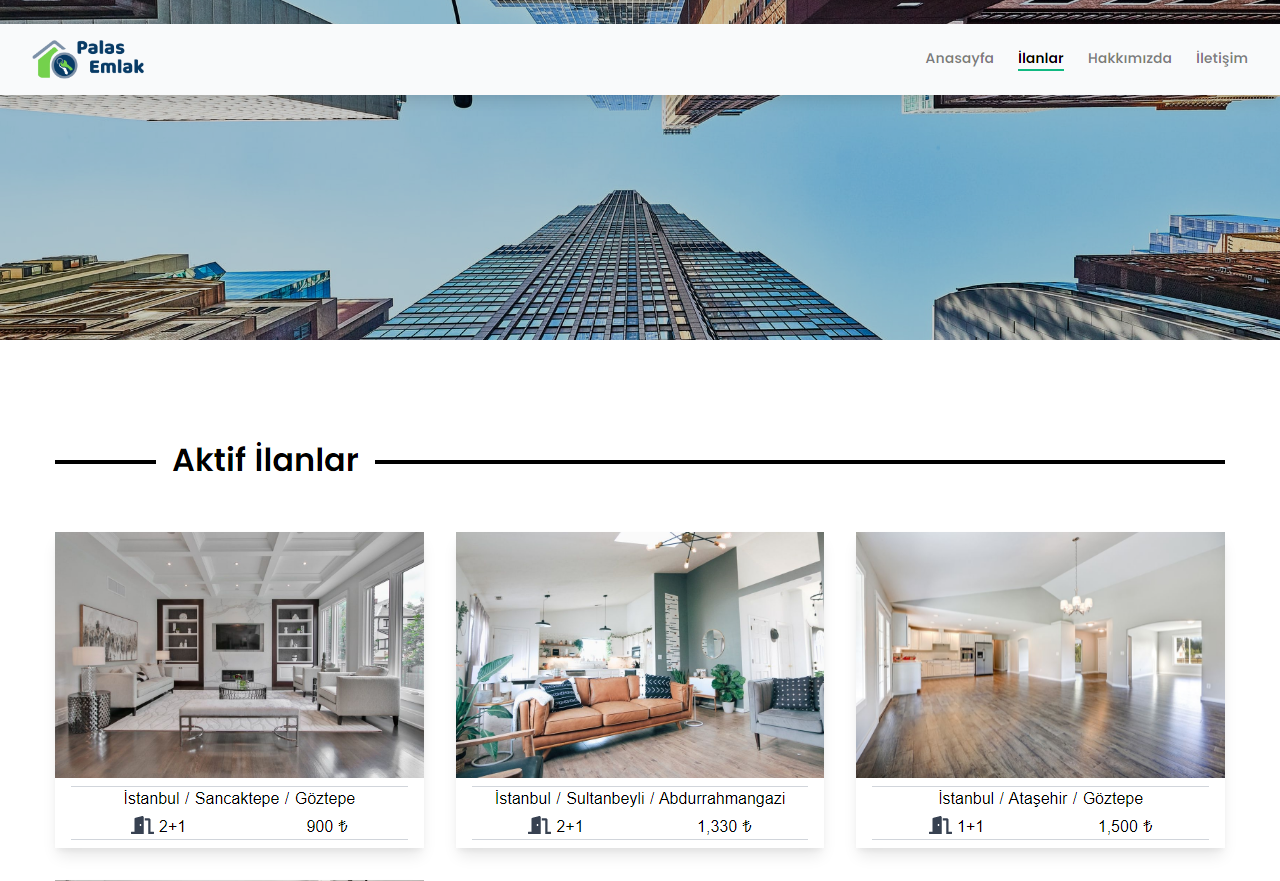 Palas
Emlak
Anasayfa İlanlar Hakkımızda İletişim
Aktif İlanlar
İstanbul / Sancaktepe / Göztepe
2+1 900 ₺
İstanbul / Sultanbeyli / Abdurrahmangazi
2+1 1,330 ₺
İstanbul / Ataşehir / Göztepe
1+1 1,500 ₺